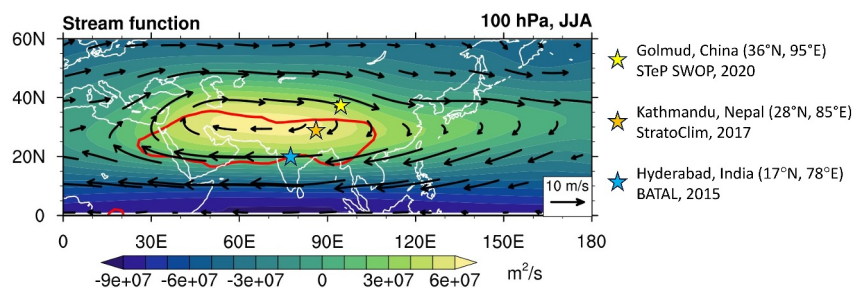 Stream function
100 hPa, JJA
60N
40N
20N
0
0
30E
60E
90E
120E
150E
180
10 m/s
-9e+07
-6e+07
-3e+07
0
3e+07
6e+07
m²/s
Golmud, China (36°N, 95°E)
STeP SWOP, 2020
Kathmandu, Nepal (28°N, 85°E)
StratoClim, 2017
Hyderabad, India (17°N, 78°E)
BATAL, 2015